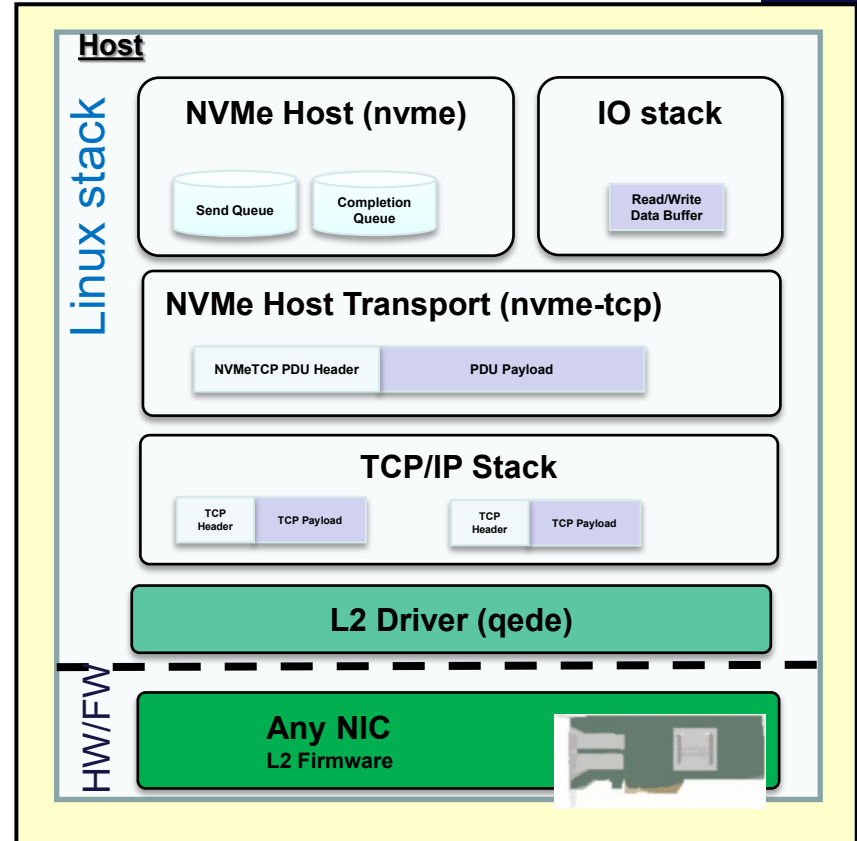 Host
Linux stack
NVMe Host (nvme)
Send Queue
Completion
Queue
IO stack
Read/Write
Data Buffer
NVMe Host Transport (nvme-tcp)
NVMeTCP PDU Header
PDU Payload
TCP/IP Stack
TCP
Header
TCP Payload
TCP
Header
TCP Payload
L2 Driver (qede)
HW/FW
Any NIC
L2 Firmware